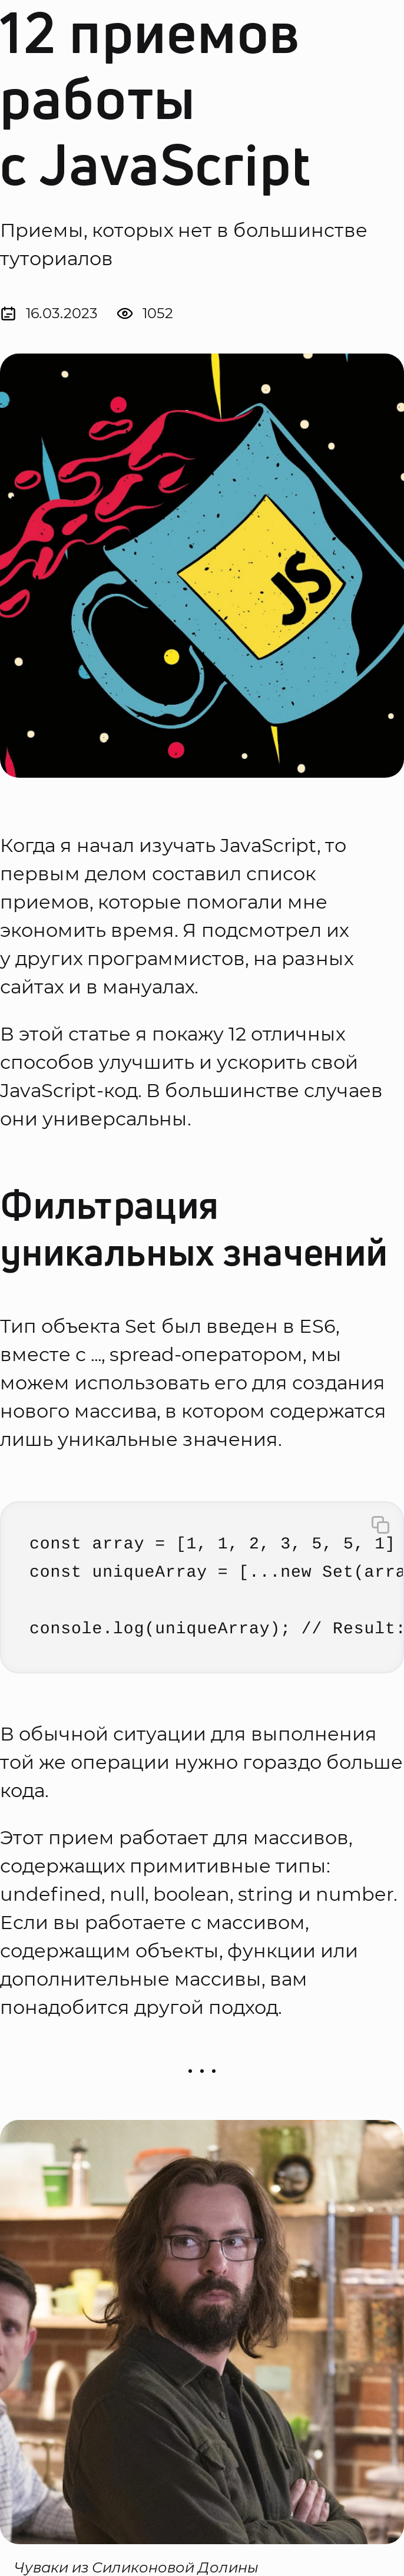 12 приемов
работы
с JavaScript
Приемы, которых нет в большинстве
туториалов
16.03.2023 1052
JS
Когда я начал изучать JavaScript, то
первым делом составил список
приемов, которые помогали мне
экономить время. Я подсмотрел их
у других программистов, на разных
сайтах и в мануалах.
В этой статье я покажу 12 отличных
способов улучшить и ускорить свой
JavaScript-код. В большинстве случаев
они универсальны.
Фильтрация
уникальных значений
Тип объекта Set был введен в ES6,
вместе с ..., spread-оператором, мы
можем использовать его для создания
нового массива, в котором содержатся
лишь уникальные значения.
const array = [1, 1, 2, 3, 5, 5, 1]
const uniqueArray = [...new Set(arra
console.log(uniqueArray); // Result:
В обычной ситуации для выполнения
той же операции нужно гораздо больше
кода.
Этот прием работает для массивов,
содержащих примитивные типы:
undefined, null, boolean, string и number.
Если вы работаете с массивом,
содержащим объекты, функции или
дополнительные массивы, вам
понадобится другой подход.
...
Чуваки из Силиконовой Долины